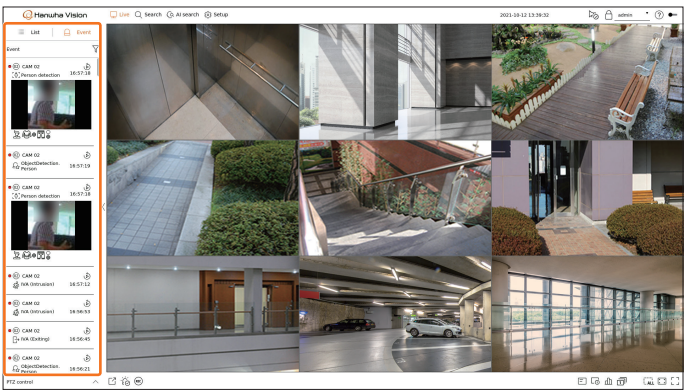 Hanwha Vision
Live Search AI search Setup
2021-10-12 13:39:32
admin
List Event
Event
CAM 02
Person detection 16:57:18
CAM 02
ObjectDetection.
Person 16:57:19
CAM 02
Person detection 16:57:18
CAM 02
IVA (Intrusion) 16:57:12
CAM 02
IVA (Intrusion) 16:56:53
CAM 02
IVA (Exiting) 16:56:45
CAM 02
ObjectDetection.
Person 16:56:21
PTZ control
ALL